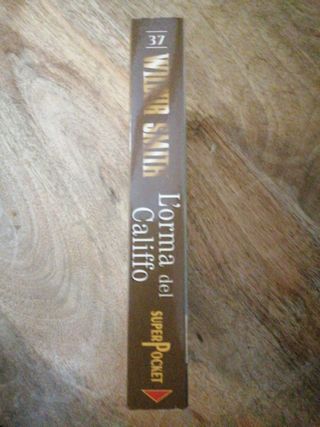 37
WILBUR SMITH
L'orma del
Califfo
SUPERPOCKET